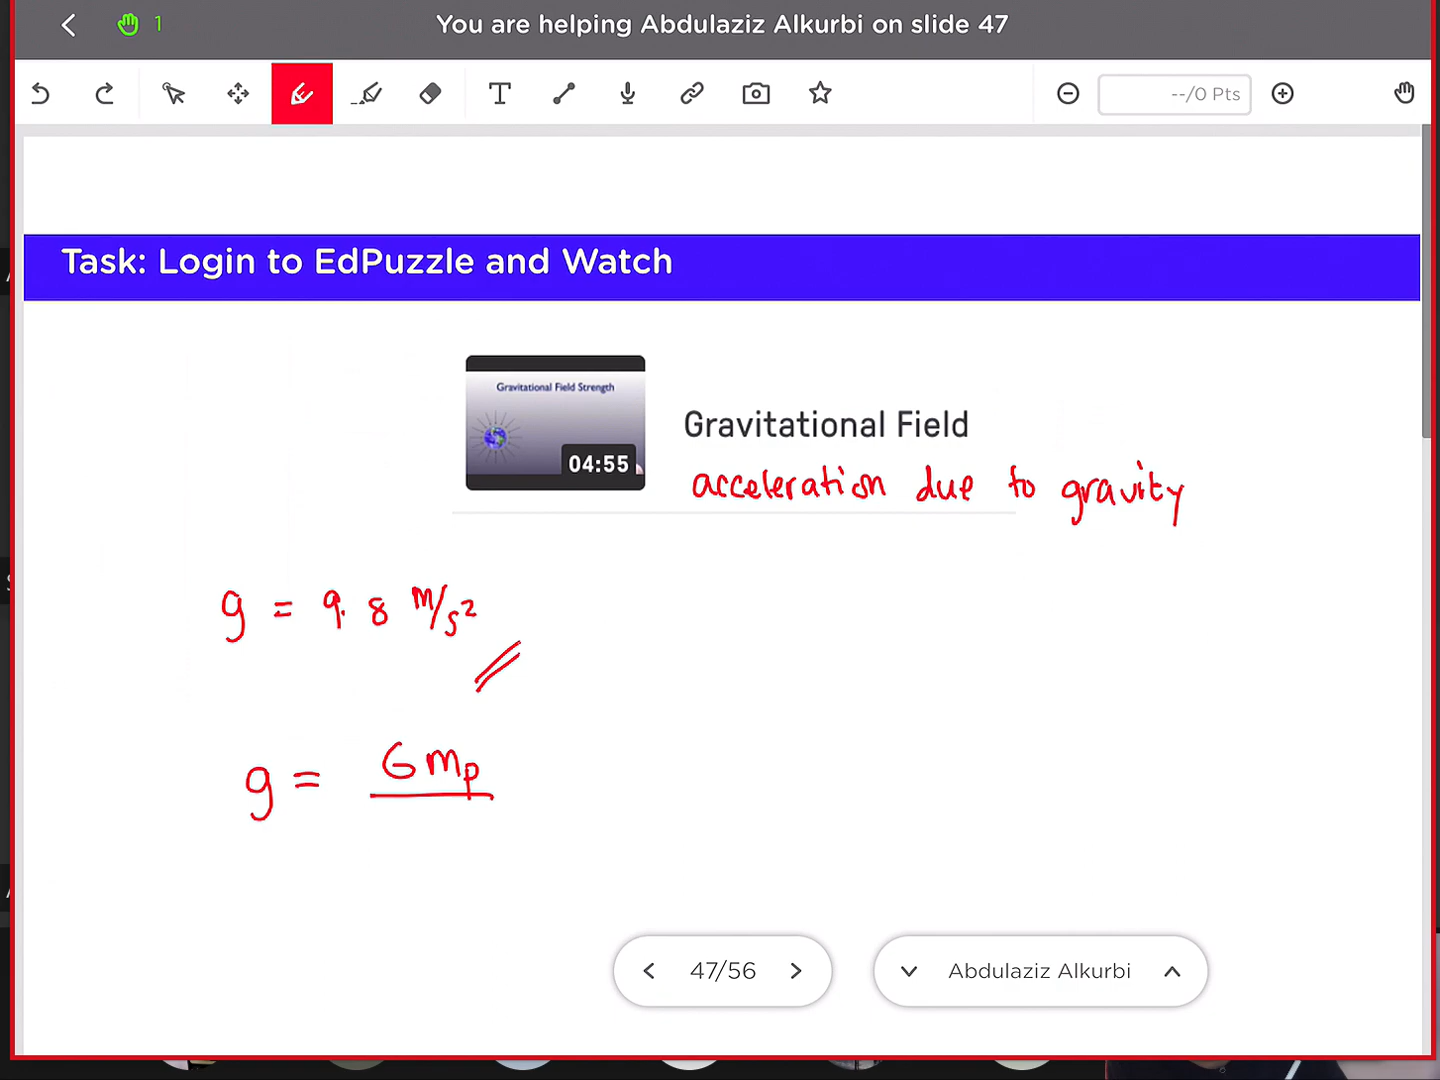 1
You are helping Abdulaziz Alkurbi on slide 47
--/0 Pts
Task: Login to EdPuzzle and Watch
Gravitational Field Strength
04:55
Gravitational Field
acceleration due to gravity
g = 9.8 m/s²
g = G mp
47/56
Abdulaziz Alkurbi